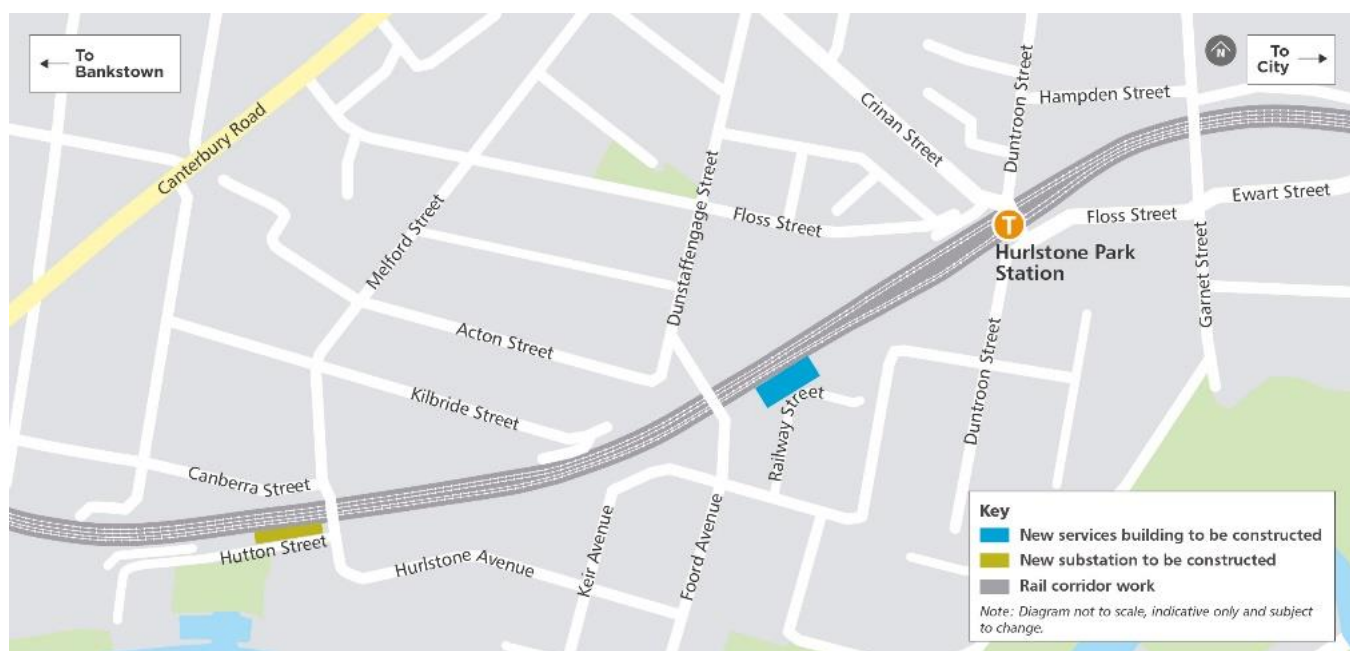 To
Bankstown
N
To
City
Canterbury Road
Crinan Street
Duntroon Street
Hampden Street
Melford Street
Dunstaffengage Street
Floss Street
T
Floss Street
Ewart Street
Hurlstone Park
Station
Garnet Street
Acton Street
Kilbride Street
Railway Street
Duntroon Street
Canberra Street
Hutton Street
Hurlstone Avenue
Keir Avenue
Foord Avenue
Key
New services building to be constructed
New substation to be constructed
Rail corridor work
Note: Diagram not to scale, indicative only and subject
to change.